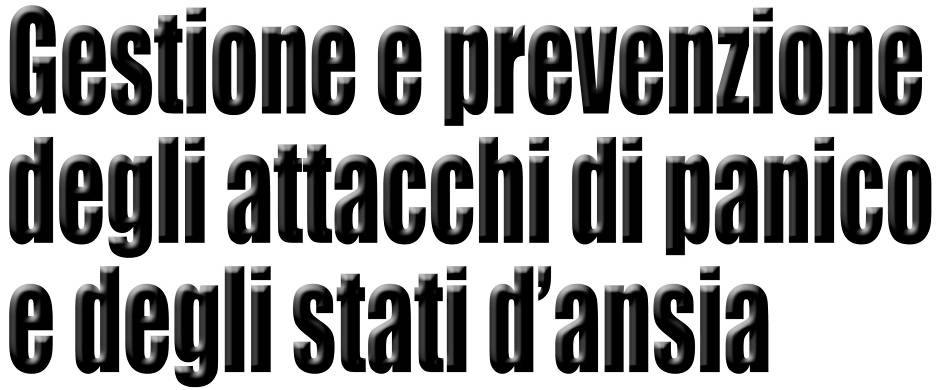 Gestione e prevenzione
degli attacchi di panico
e degli stati d’ansia